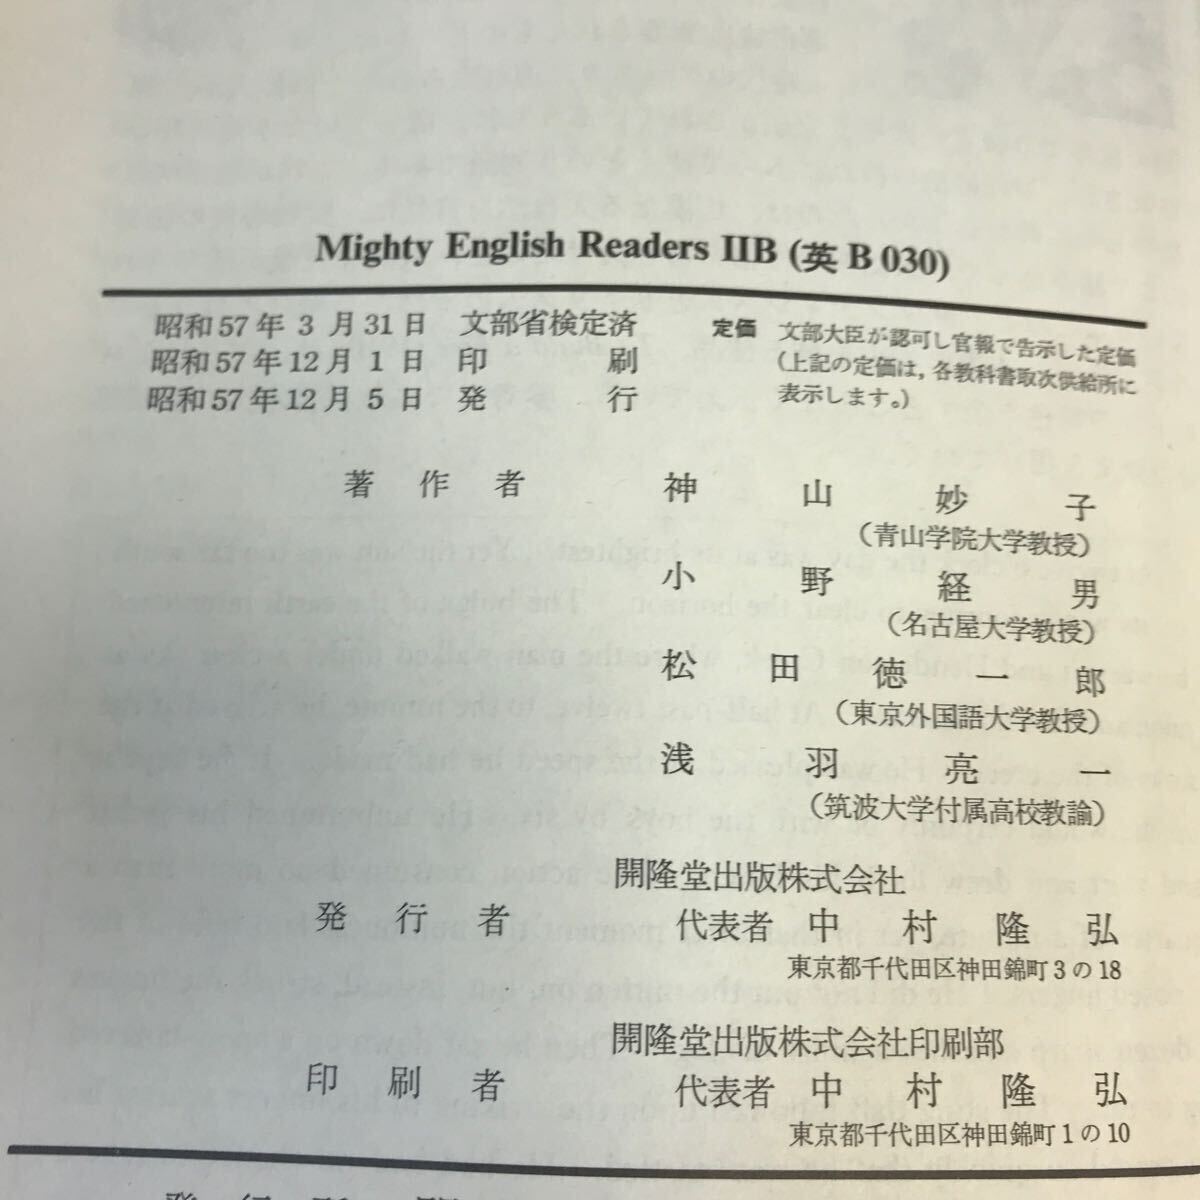 Mighty English Readers IIB (英 B 030)
昭和57年 3 月31日 文部省検定済
昭和57年12月 1 日 印刷
昭和57年12月 5 日 発行
定価 文部大臣が認可し官報で告示した定価
(上記の定価は, 各教科書取次供給所に
表示します。)
著作者 神山妙子
(青山学院大学教授)
小野経男
(名古屋大学教授)
松田徳一郎
(東京外国語大学教授)
浅羽亮一
(筑波大学付属高校教諭)
発行者 開隆堂出版株式会社
代表者 中村隆弘
東京都千代田区神田錦町 3 の 18
印刷者 開隆堂出版株式会社印刷部
代表者 中村隆弘
東京都千代田区神田錦町 1 の 10